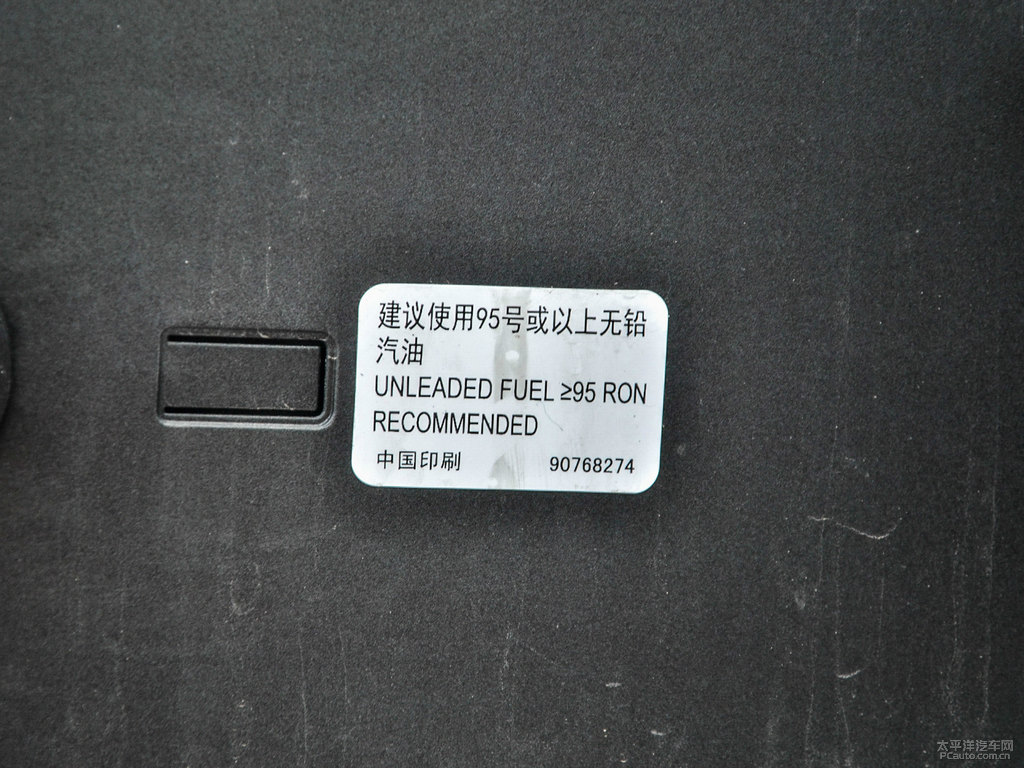 建议使用95号或以上无铅
汽油
UNLEADED FUEL ≥95 RON
RECOMMENDED
中国印刷 90768274
太平洋汽车网
PCauto.com.cn